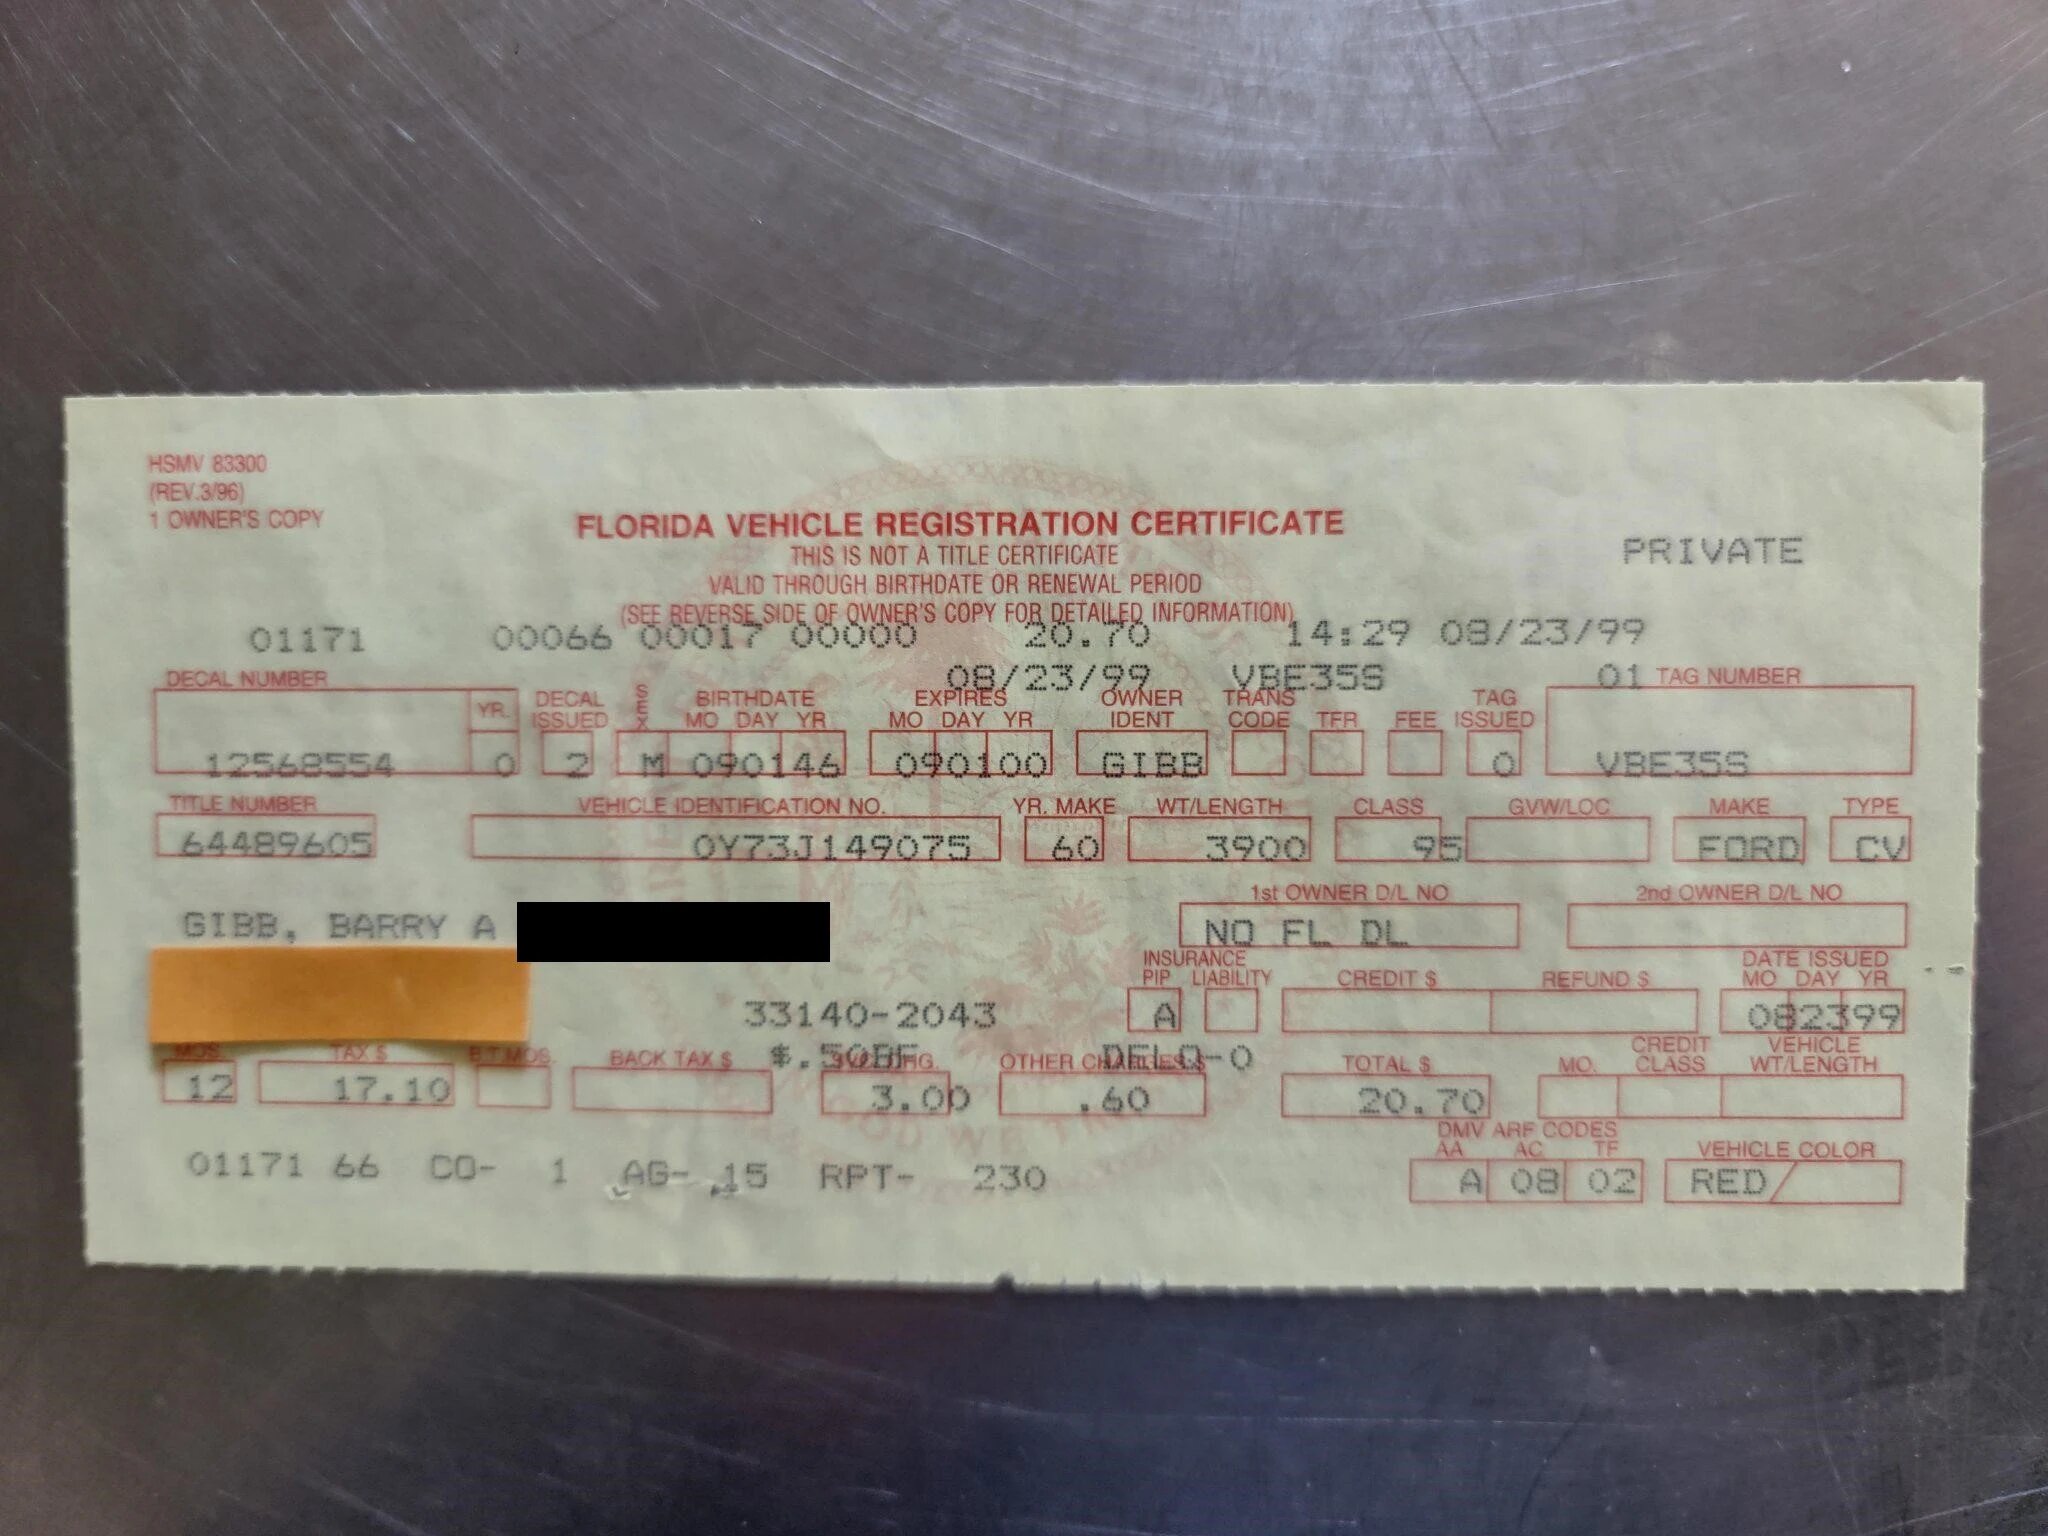 HSMV 83300
(REV.3/96)
1 OWNER'S COPY
FLORIDA VEHICLE REGISTRATION CERTIFICATE
THIS IS NOT A TITLE CERTIFICATE
VALID THROUGH BIRTHDATE OR RENEWAL PERIOD
(SEE REVERSE SIDE OF OWNER'S COPY FOR DETAILED INFORMATION)
PRIVATE
01171 00066 00017 00000 20.70 14:29 08/23/99
08/23/99 VBE35S 01
DECAL NUMBER YR. DECAL ISSUED SEX BIRTHDATE MO DAY YR EXPIRES MO DAY YR OWNER IDENT TRANS CODE TFR FEE TAG ISSUED TAG NUMBER
12568554 0 2 M 090146 090100 GIBB 0 VBE35S
TITLE NUMBER VEHICLE IDENTIFICATION NO. YR. MAKE WT/LENGTH CLASS GVW/LOC MAKE TYPE
64489605 0Y73J149075 60 3900 95 FORD CV
1st OWNER D/L NO 2nd OWNER D/L NO
GIBB, BARRY A NO FL DL
INSURANCE PIP LIABILITY CREDIT $ REFUND $ DATE ISSUED MO DAY YR
33140-2043 A 082399
$.50BF DELQ-0
MOS. TAX $ B.T.MOS. BACK TAX $ OTHER CHARGES $ TOTAL $ MO. CREDIT CLASS VEHICLE WT/LENGTH
12 17.10 3.00 .60 20.70
DMV ARF CODES AA AC TF VEHICLE COLOR
01171 66 CO- 1 AG- 15 RPT- 230 A 08 02 RED/